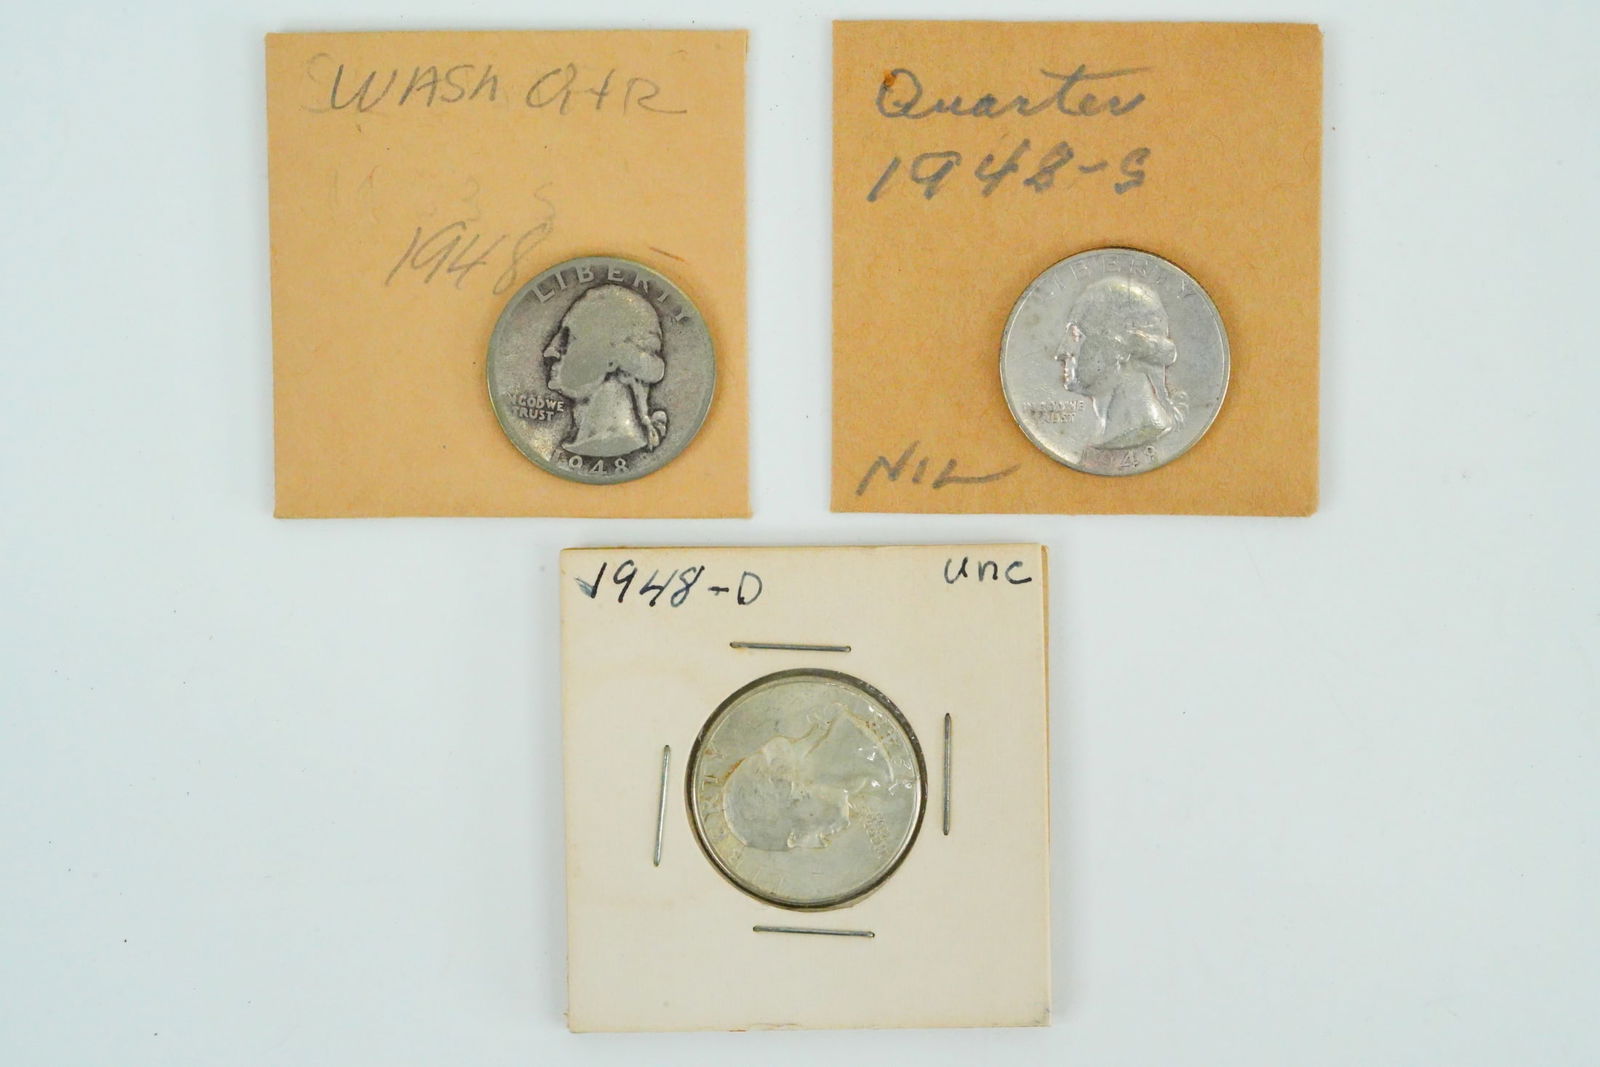 WASH QTR
1948
LIBERTY
IN GOD WE
TRUST
1948
Quarter
1948-S
LIBERTY
IN GOD WE
TRUST
1948
NIL
1948-D
unc
LIBERTY